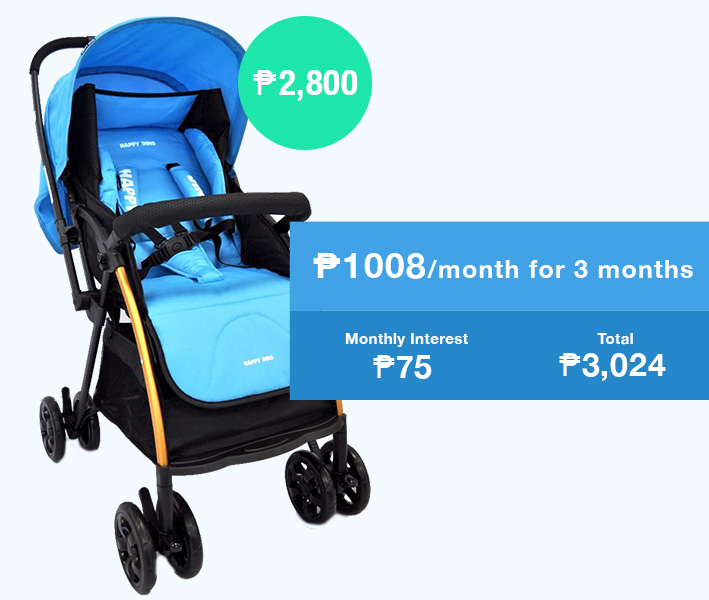 ₱2,800
HAPPY DINO
HAPPY
₱1008/month for 3 months
Monthly Interest
₱75
Total
₱3,024
HAPPY DINO